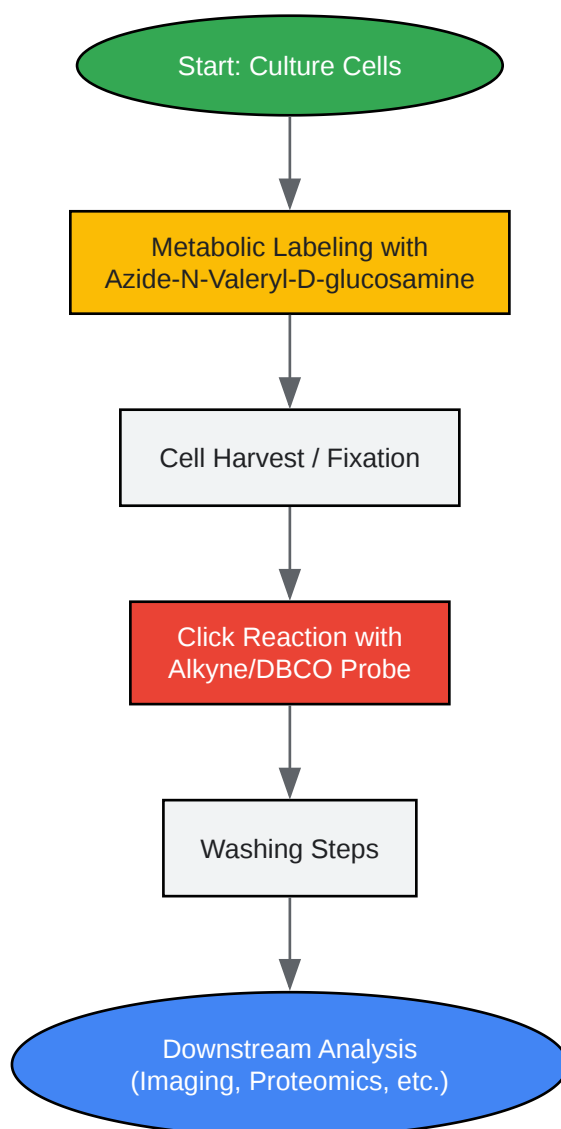 Start: Culture Cells
Metabolic Labeling with
Azide-N-Valeryl-D-glucosamine
Cell Harvest / Fixation
Click Reaction with
Alkyne/DBCO Probe
Washing Steps
Downstream Analysis
(Imaging, Proteomics, etc.)